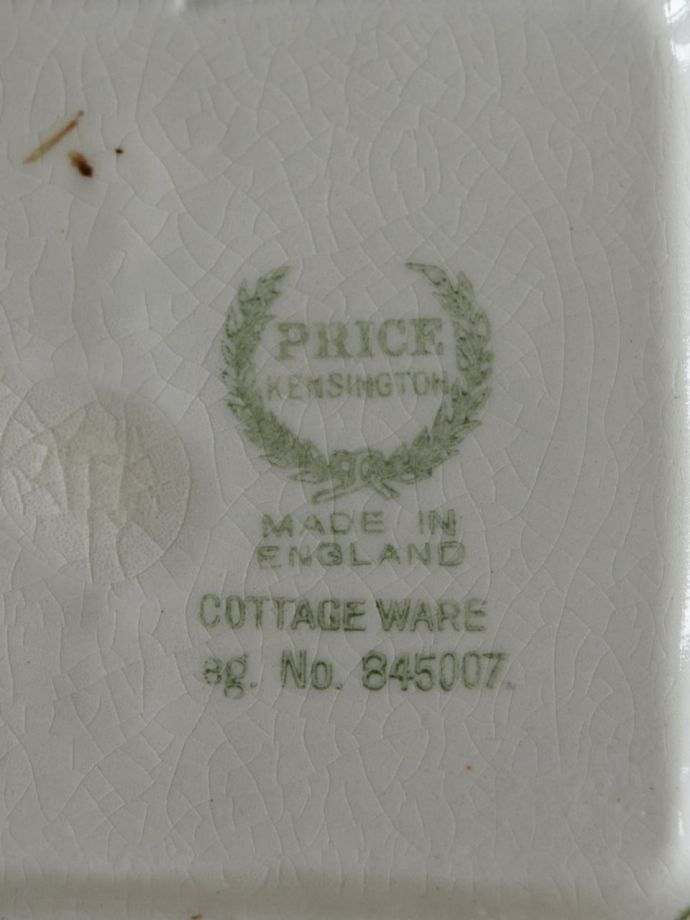 PRICE
KENSINGTON
MADE IN
ENGLAND
COTTAGE WARE
eg. No. 845007.